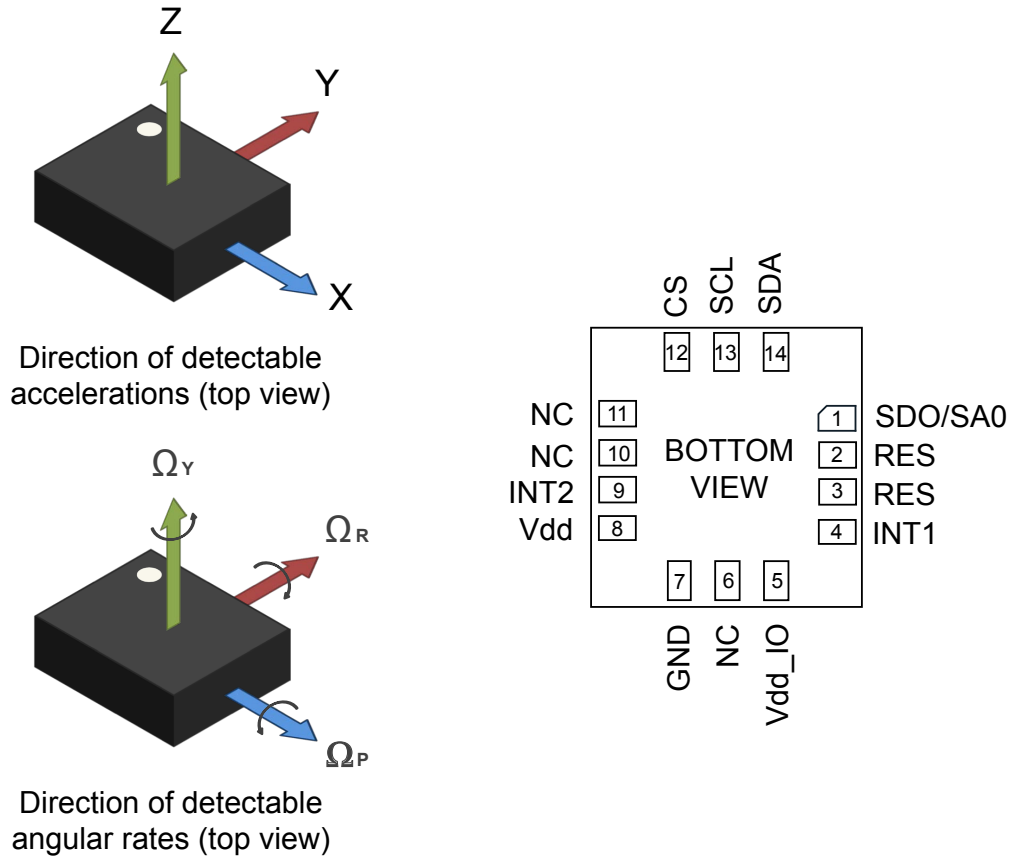 Z
Y
X
Direction of detectable
accelerations (top view)
ΩY
ΩR
ΩP
Direction of detectable
angular rates (top view)
CS
SCL
SDA
12
13
14
NC
11
1
SDO/SA0
NC
10
BOTTOM
2
RES
INT2
9
VIEW
3
RES
Vdd
8
4
INT1
7
6
5
GND
NC
Vdd_IO